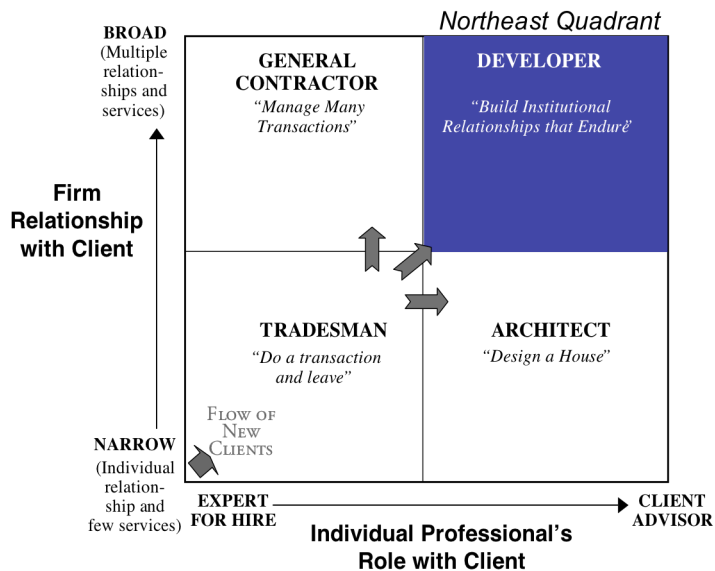 Northeast Quadrant
BROAD
(Multiple
relation-
ships and
services)
GENERAL
CONTRACTOR
“Manage Many
Transactions”
DEVELOPER
“Build Institutional
Relationships that Endure”
Firm
Relationship
with Client
TRADESMAN
“Do a transaction
and leave”
ARCHITECT
“Design a House”
FLOW OF
NEW
CLIENTS
NARROW
(Individual
relation-
ship and
few services)
EXPERT
FOR HIRE
CLIENT
ADVISOR
Individual Professional’s
Role with Client